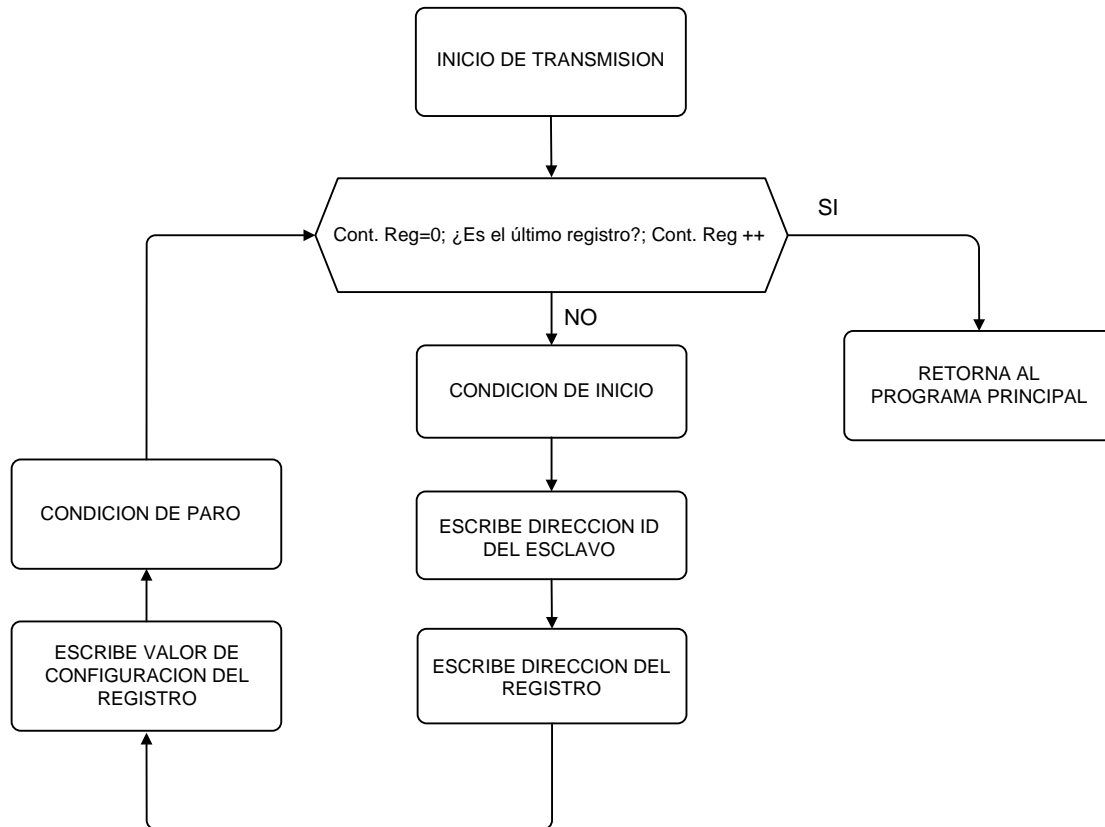 INICIO DE TRANSMISION
Cont. Reg=0; ¿Es el último registro?; Cont. Reg ++
SI
NO
CONDICION DE INICIO
RETORNA AL
PROGRAMA PRINCIPAL
CONDICION DE PARO
ESCRIBE DIRECCION ID
DEL ESCLAVO
ESCRIBE VALOR DE
CONFIGURACION DEL
REGISTRO
ESCRIBE DIRECCION DEL
REGISTRO